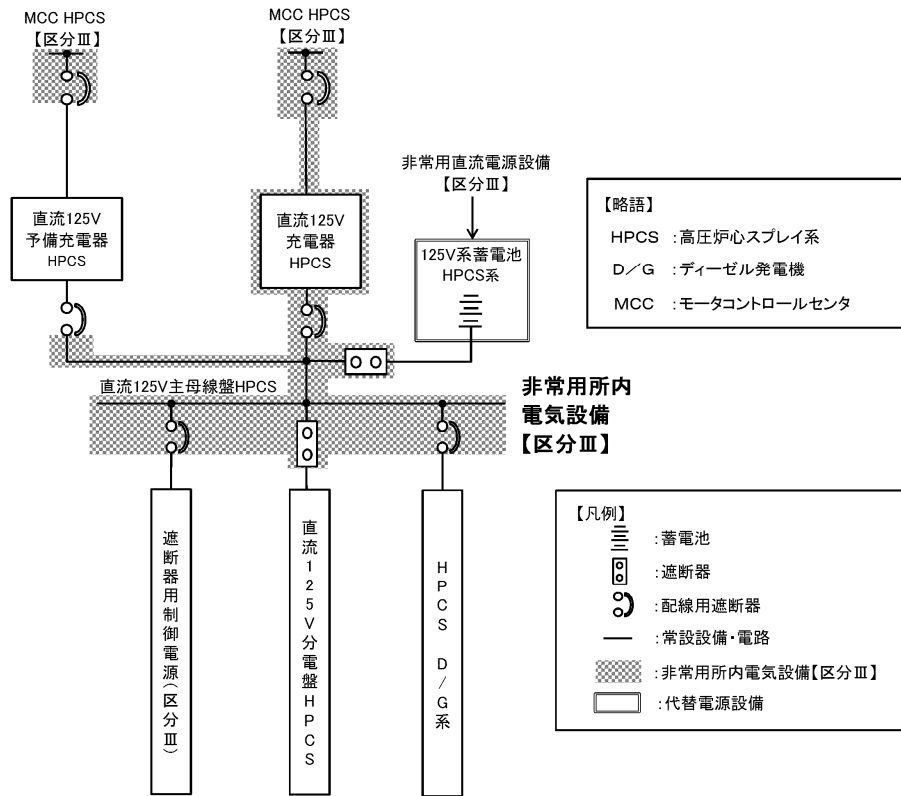 MCC HPCS
【区分Ⅲ】
MCC HPCS
【区分Ⅲ】
非常用直流電源設備
【区分Ⅲ】
直流125V
予備充電器
HPCS
直流125V
充電器
HPCS
125V系蓄電池
HPCS系
【略語】
HPCS :高圧炉心スプレイ系
D/G :ディーゼル発電機
MCC :モータコントロールセンタ
直流125V主母線盤HPCS
非常用所内
電気設備
【区分Ⅲ】
遮断器用制御電源(区分Ⅲ)
直流125V分電盤HPCS
HPCS D/G系
【凡例】
:蓄電池
:遮断器
:配線用遮断器
:常設設備・電路
:非常用所内電気設備【区分Ⅲ】
:代替電源設備